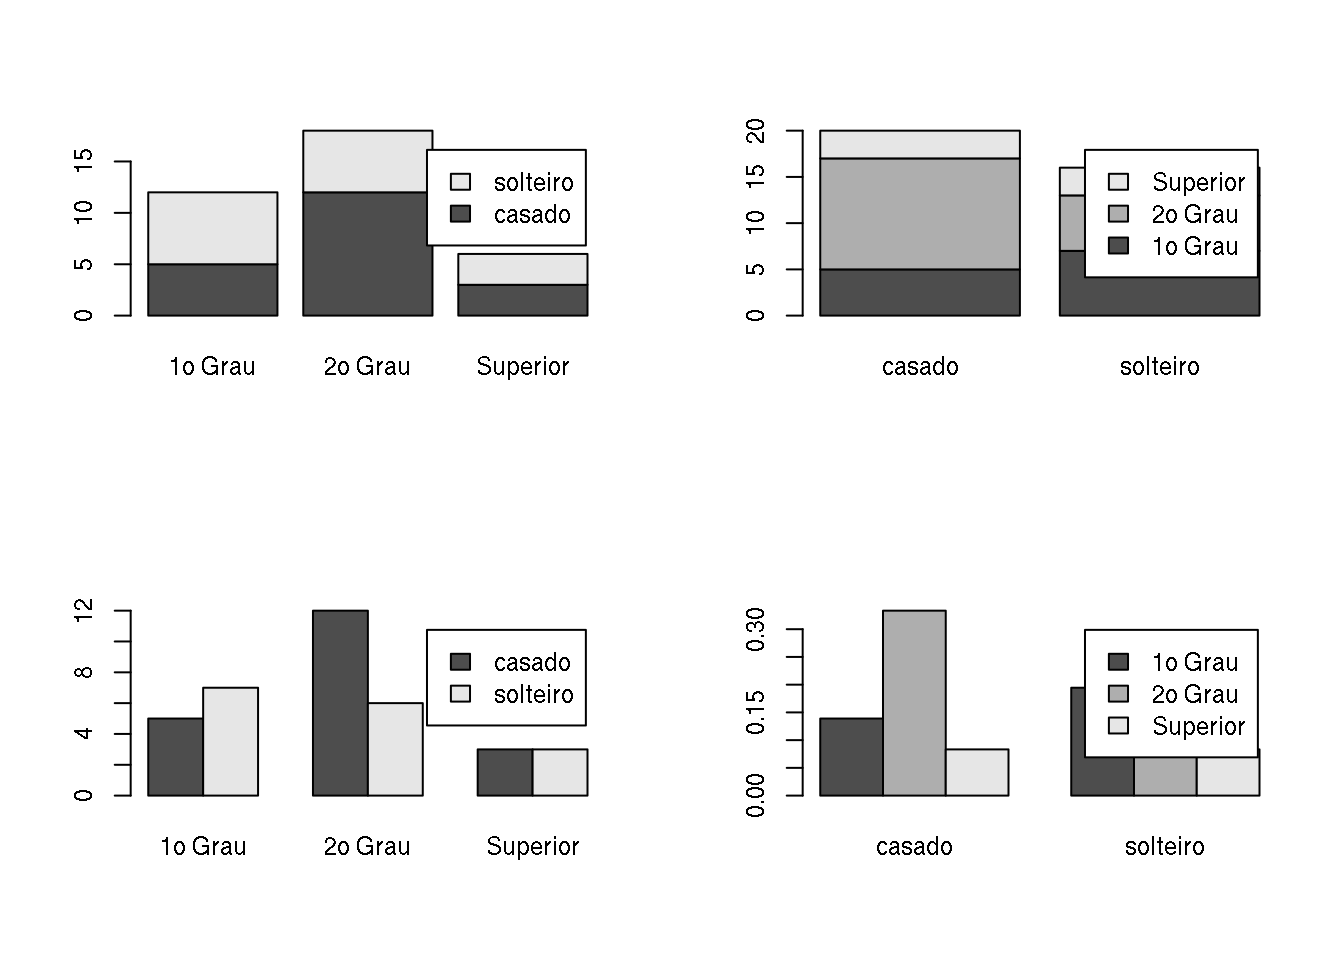 0 5 10 15
solteiro
casado
1o Grau 2o Grau Superior
0 5 10 15 20
Superior
2o Grau
1o Grau
casado solteiro
0 4 8 12
casado
solteiro
1o Grau 2o Grau Superior
0.00 0.15 0.30
1o Grau
2o Grau
Superior
casado solteiro